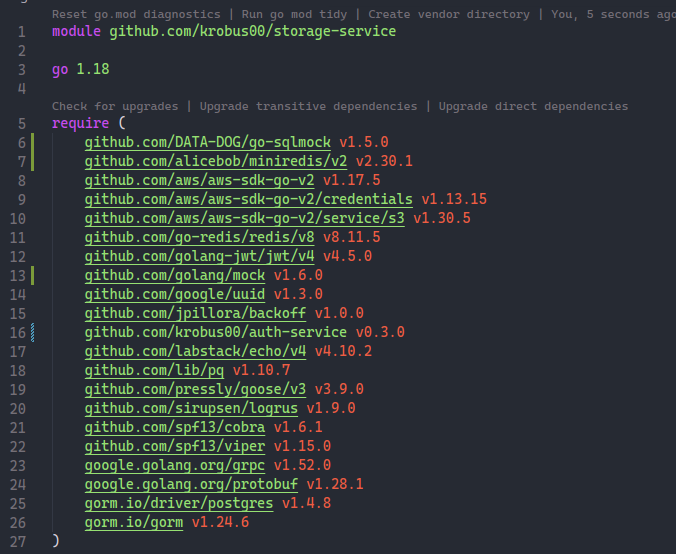 Reset go.mod diagnostics | Run go mod tidy | Create vendor directory | You, 5 seconds ago
1 module github.com/krobus00/storage-service
2
3 go 1.18
4
Check for upgrades | Upgrade transitive dependencies | Upgrade direct dependencies
5 require (
6 github.com/DATA-DOG/go-sqlmock v1.5.0
7 github.com/alicebob/miniredis/v2 v2.30.1
8 github.com/aws/aws-sdk-go-v2 v1.17.5
9 github.com/aws/aws-sdk-go-v2/credentials v1.13.15
10 github.com/aws/aws-sdk-go-v2/service/s3 v1.30.5
11 github.com/go-redis/redis/v8 v8.11.5
12 github.com/golang-jwt/jwt/v4 v4.5.0
13 github.com/golang/mock v1.6.0
14 github.com/google/uuid v1.3.0
15 github.com/jpillora/backoff v1.0.0
16 github.com/krobus00/auth-service v0.3.0
17 github.com/labstack/echo/v4 v4.10.2
18 github.com/lib/pq v1.10.7
19 github.com/pressly/goose/v3 v3.9.0
20 github.com/sirupsen/logrus v1.9.0
21 github.com/spf13/cobra v1.6.1
22 github.com/spf13/viper v1.15.0
23 google.golang.org/grpc v1.52.0
24 google.golang.org/protobuf v1.28.1
25 gorm.io/driver/postgres v1.4.8
26 gorm.io/gorm v1.24.6
27 )